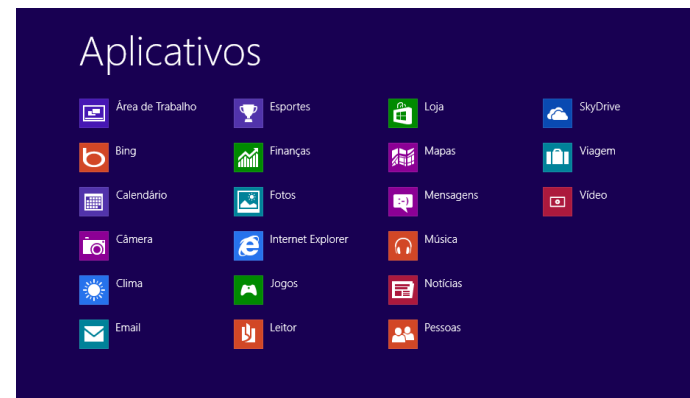 Aplicativos
Área de Trabalho
Bing
Calendário
Câmera
Clima
Email
Esportes
Finanças
Fotos
Internet Explorer
Jogos
Leitor
Loja
Mapas
Mensagens
Música
Notícias
Pessoas
SkyDrive
Viagem
Vídeo